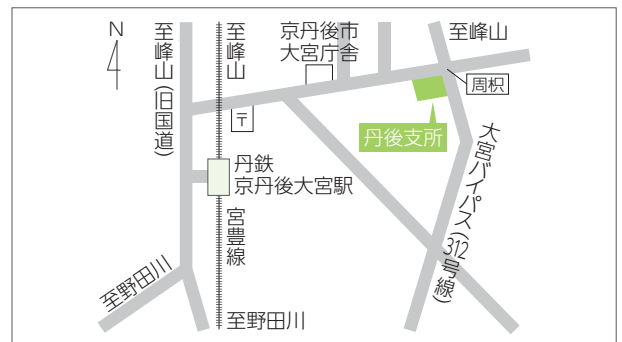 N
至峰山(旧国道)
至峰山
京丹後市
大宮庁舎
至峰山
周枳
〒
丹後支所
丹鉄
京丹後大宮駅
大宮バイパス(312号線)
宮豊線
至野田川
至野田川